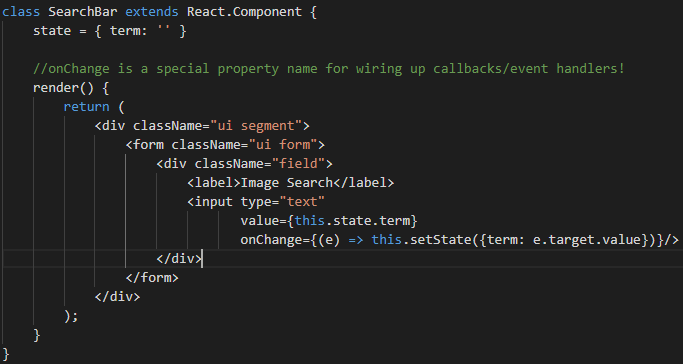 class SearchBar extends React.Component {
    state = { term: '' }

    //onChange is a special property name for wiring up callbacks/event handlers!
    render() {
        return (
            <div className="ui segment">
                <form className="ui form">
                    <div className="field">
                        <label>Image Search</label>
                        <input type="text"
                               value={this.state.term}
                               onChange={(e) => this.setState({term: e.target.value})}/>
                    </div>
                </form>
            </div>
        );
    }
}